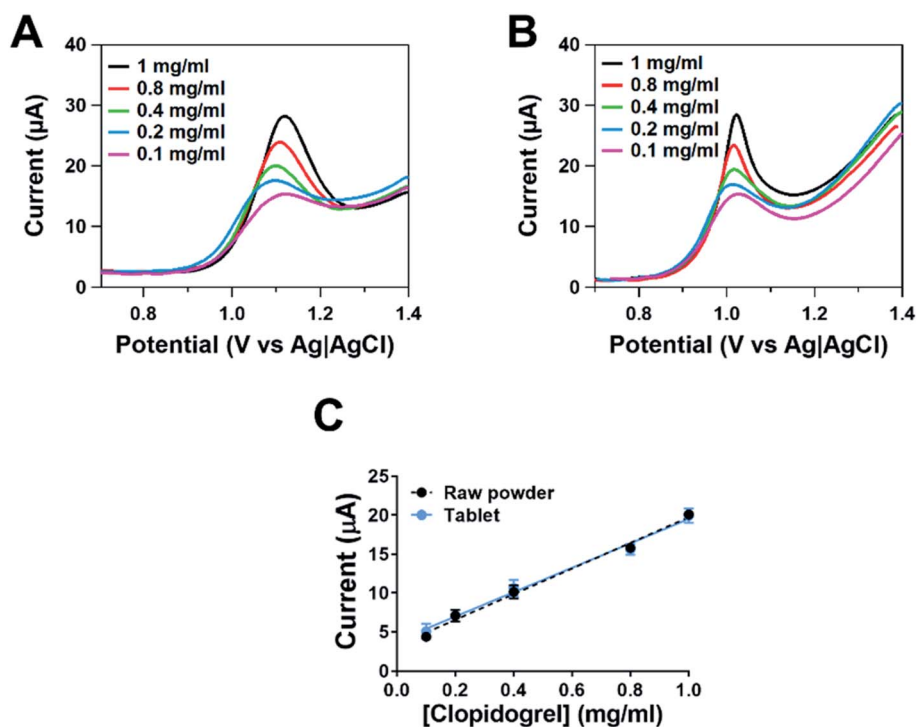 A
Current (µA)
40
30
20
10
0
1 mg/ml
0.8 mg/ml
0.4 mg/ml
0.2 mg/ml
0.1 mg/ml
0.8
1.0
1.2
1.4
Potential (V vs Ag|AgCl)
B
Current (µA)
40
30
20
10
0
1 mg/ml
0.8 mg/ml
0.4 mg/ml
0.2 mg/ml
0.1 mg/ml
0.8
1.0
1.2
1.4
Potential (V vs Ag|AgCl)
C
Current (µA)
25
20
15
10
5
0
Raw powder
Tablet
0.0
0.2
0.4
0.6
0.8
1.0
[Clopidogrel] (mg/ml)